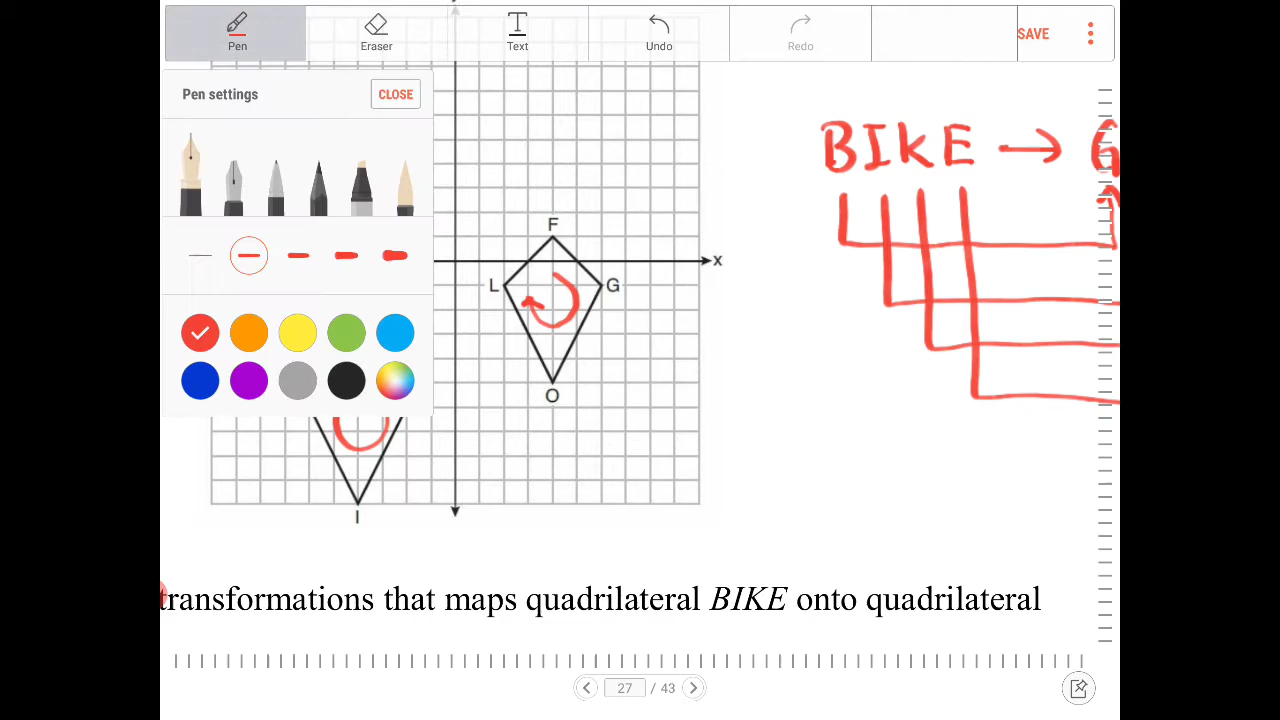 Pen
Eraser
Text
Undo
Redo
SAVE
Pen settings
CLOSE
BIKE → G
F
x
L
G
O
I
transformations that maps quadrilateral BIKE onto quadrilateral
27 / 43